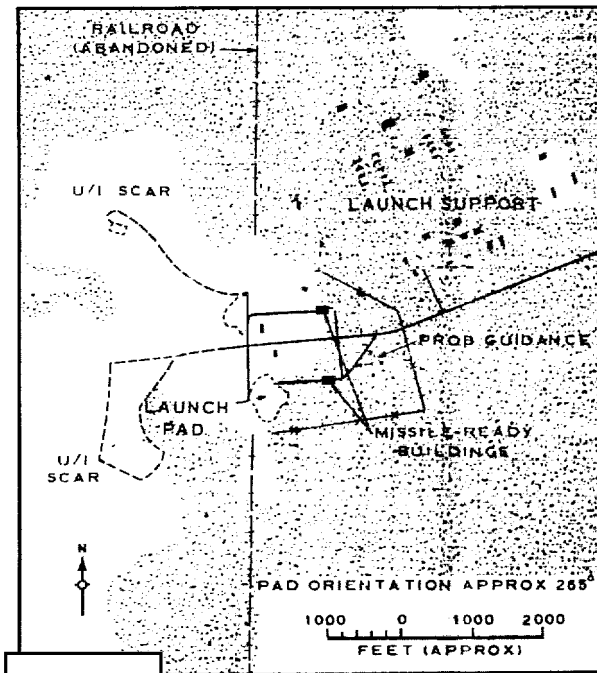 RAILROAD
(ABANDONED)
U/I SCAR
LAUNCH SUPPORT
PROB GUIDANCE
LAUNCH
PAD
MISSILE-READY
BUILDINGS
U/I
SCAR
N
PAD ORIENTATION APPROX 265°
1000 0 1000 2000
FEET (APPROX)